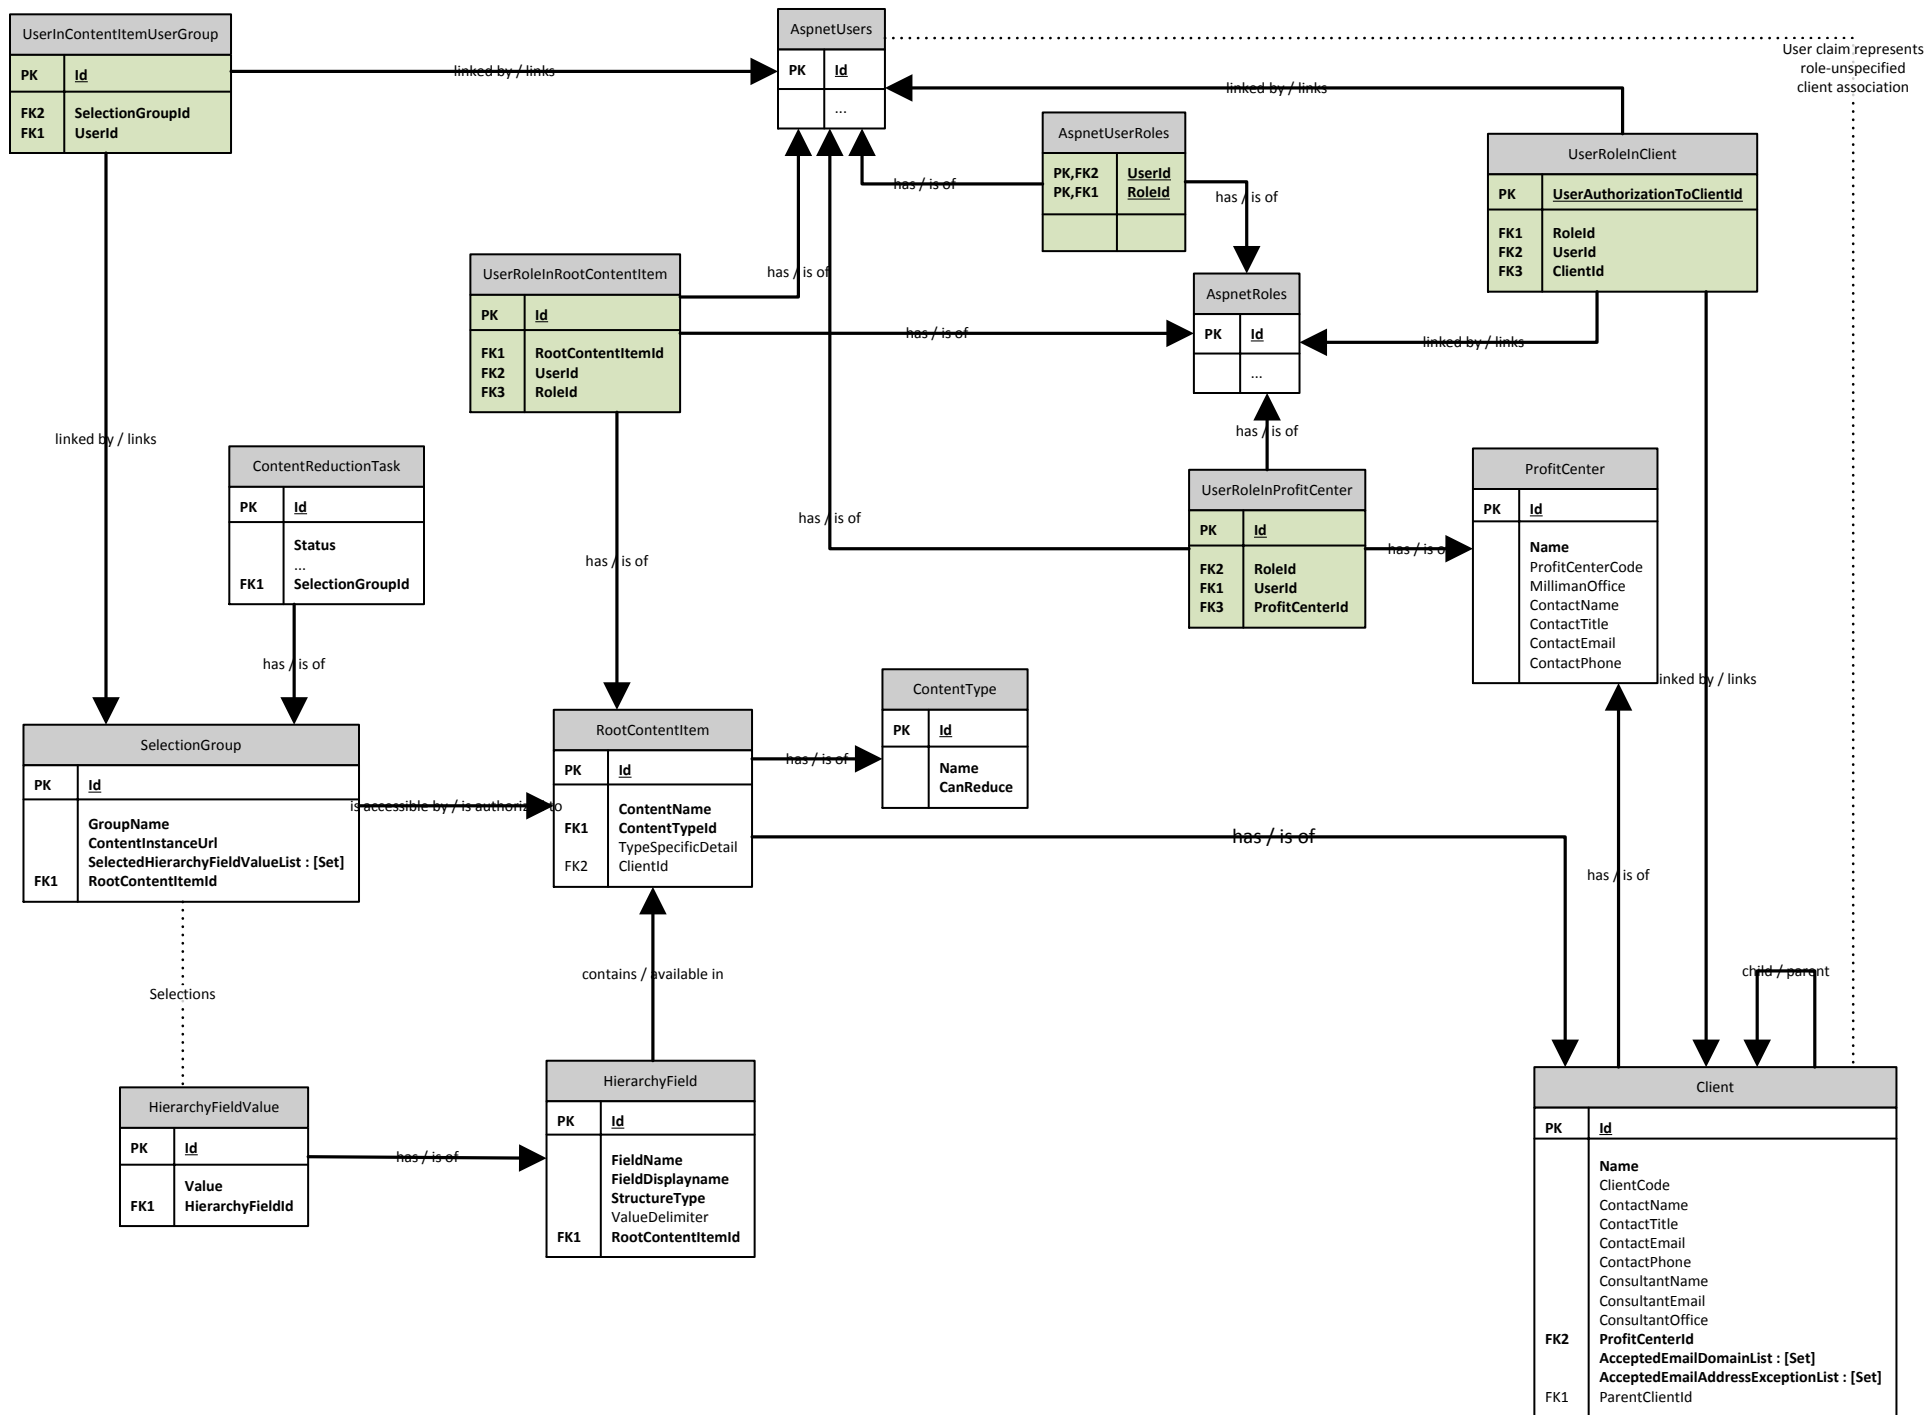 UserInContentItemUserGroup
PK Id
FK2 SelectionGroupId
FK1 UserId
linked by / links
AspnetUsers
PK Id
...
User claim represents
role-unspecified
client association
linked by / links
AspnetUserRoles
PK,FK2 UserId
PK,FK1 RoleId
has / is of
has / is of
UserRoleInClient
PK UserAuthorizationToClientId
FK1 RoleId
FK2 UserId
FK3 ClientId
UserRoleInRootContentItem
PK Id
FK1 RootContentItemId
FK2 UserId
FK3 RoleId
has / is of
has / is of
AspnetRoles
PK Id
...
linked by / links
linked by / links
ContentReductionTask
PK Id
Status
...
FK1 SelectionGroupId
has / is of
has / is of
has / is of
has / is of
UserRoleInProfitCenter
PK Id
FK2 RoleId
FK1 UserId
FK3 ProfitCenterId
has / is o
ProfitCenter
PK Id
Name
ProfitCenterCode
MillimanOffice
ContactName
ContactTitle
ContactEmail
ContactPhone
linked by / links
SelectionGroup
PK Id
GroupName
ContentInstanceUrl
SelectedHierarchyFieldValueList : [Set]
FK1 RootContentItemId
is accessible by / is authorized to
RootContentItem
PK Id
ContentName
FK1 ContentTypeId
TypeSpecificDetail
FK2 ClientId
has / is of
ContentType
PK Id
Name
CanReduce
has / is of
has / is of
contains / available in
Selections
child / parent
HierarchyFieldValue
PK Id
Value
FK1 HierarchyFieldId
has / is of
HierarchyField
PK Id
FieldName
FieldDisplayname
StructureType
ValueDelimiter
FK1 RootContentItemId
Client
PK Id
Name
ClientCode
ContactName
ContactTitle
ContactEmail
ContactPhone
ConsultantName
ConsultantEmail
ConsultantOffice
FK2 ProfitCenterId
AcceptedEmailDomainList : [Set]
AcceptedEmailAddressExceptionList : [Set]
FK1 ParentClientId